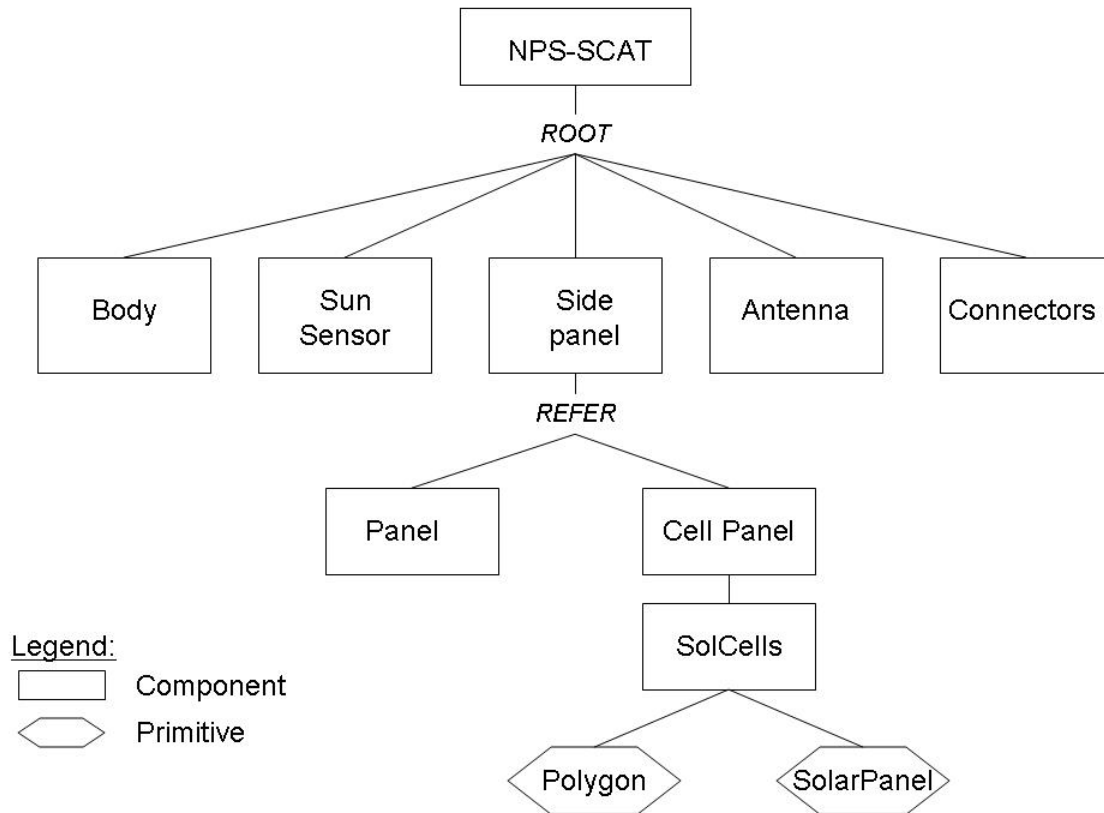 NPS-SCAT
ROOT
Body
Sun
Sensor
Side
panel
Antenna
Connectors
REFER
Panel
Cell Panel
SolCells
Legend:
Component
Primitive
Polygon
SolarPanel